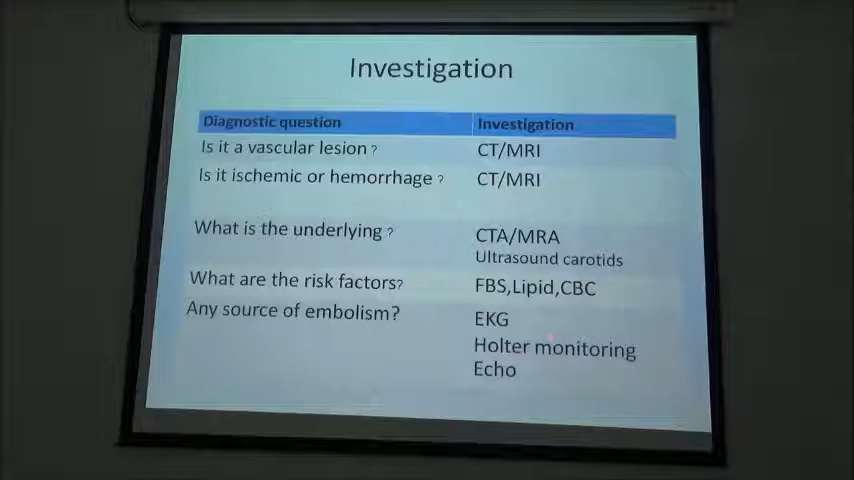 Investigation
Diagnostic question Investigation
Is it a vascular lesion ? CT/MRI
Is it ischemic or hemorrhage ? CT/MRI
What is the underlying ? CTA/MRA
Ultrasound carotids
What are the risk factors? FBS,Lipid,CBC
Any source of embolism? EKG
Holter monitoring
Echo